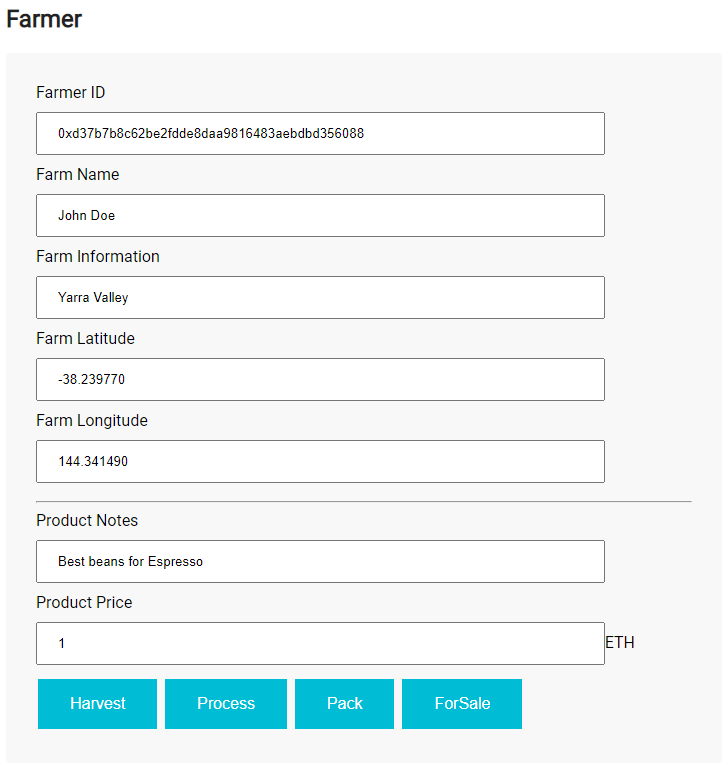 Farmer
Farmer ID
0xd37b7b8c62be2fdde8daa9816483aebdbd356088
Farm Name
John Doe
Farm Information
Yarra Valley
Farm Latitude
-38.239770
Farm Longitude
144.341490
Product Notes
Best beans for Espresso
Product Price
1 ETH
Harvest Process Pack ForSale